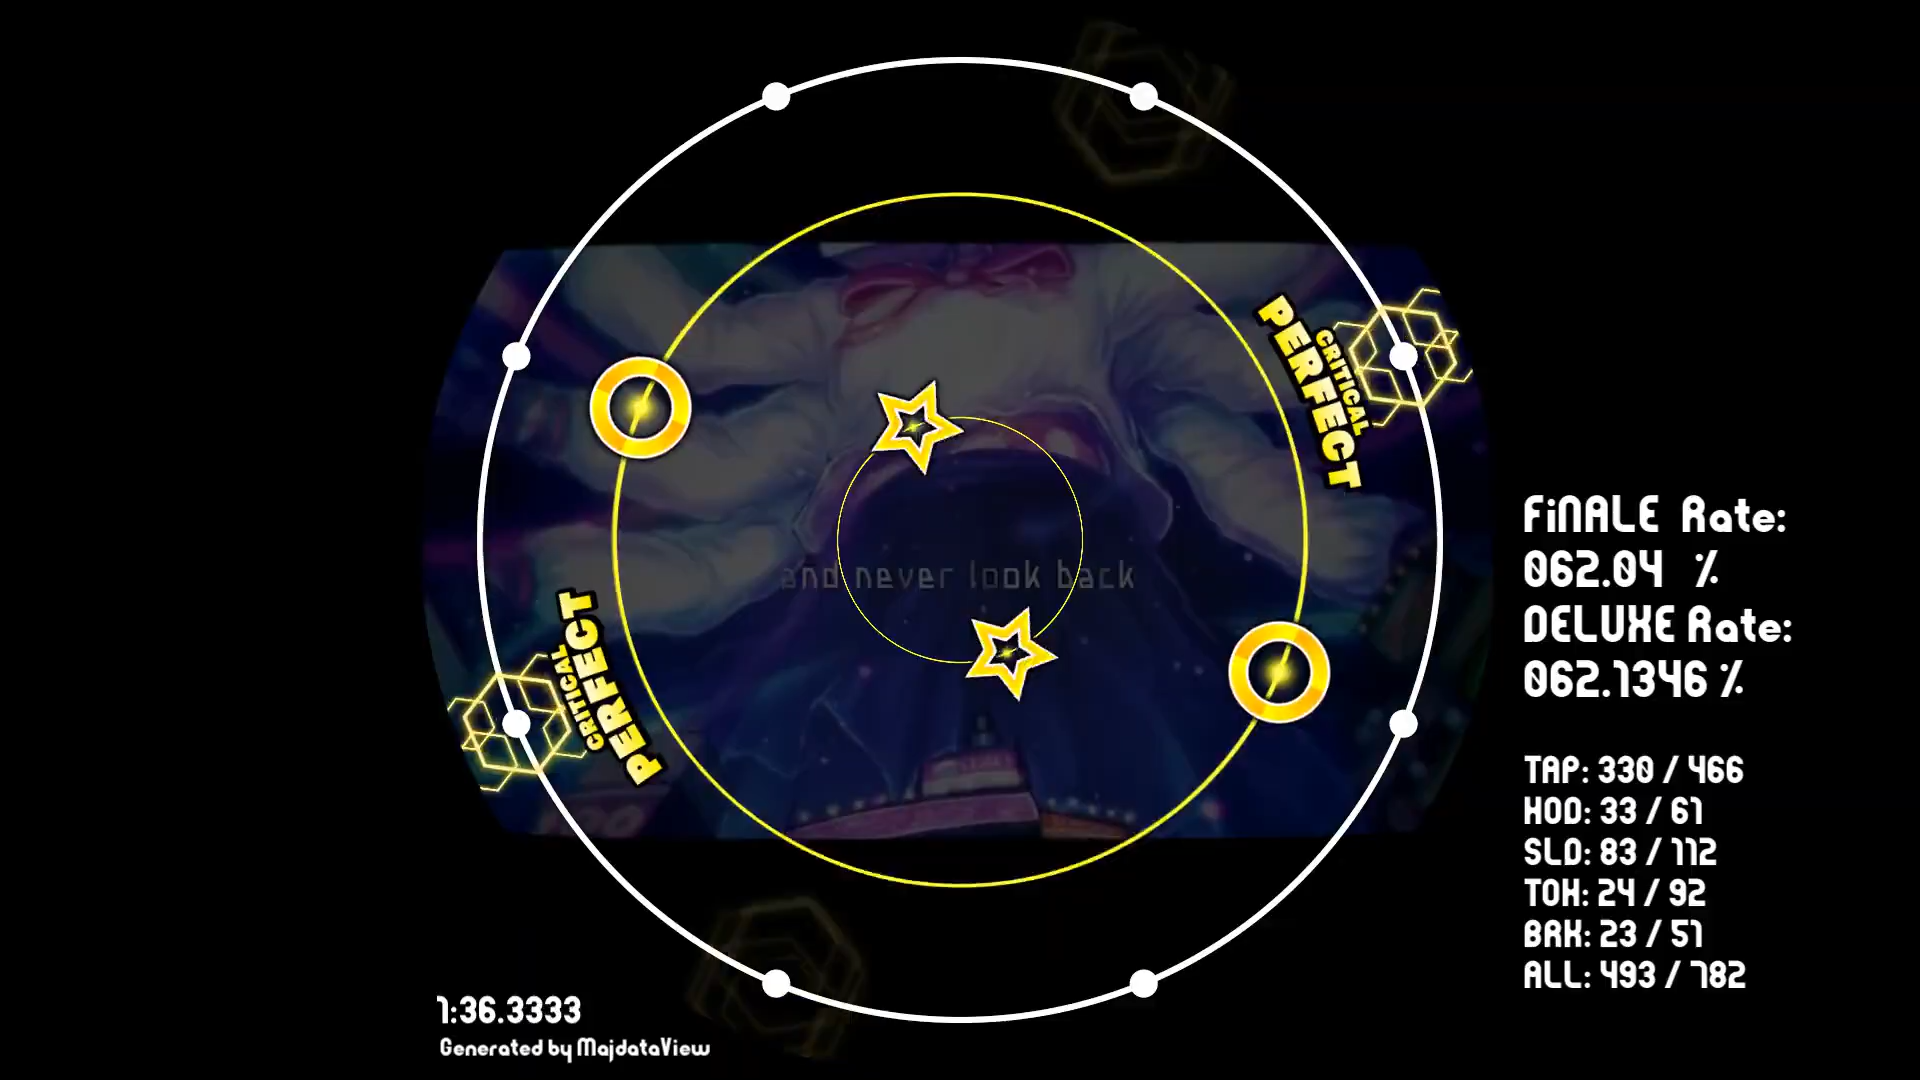 CRITICAL
PERFECT
and never look back
CRITICAL
PERFECT
FiNALE Rate:
062.04 %
DELUXE Rate:
062.1346 %
TAP: 330 / 466
HOD: 33 / 61
SLD: 83 / 112
TOH: 24 / 92
BRK: 23 / 51
ALL: 493 / 782
1:36.3333
Generated by MajdataView